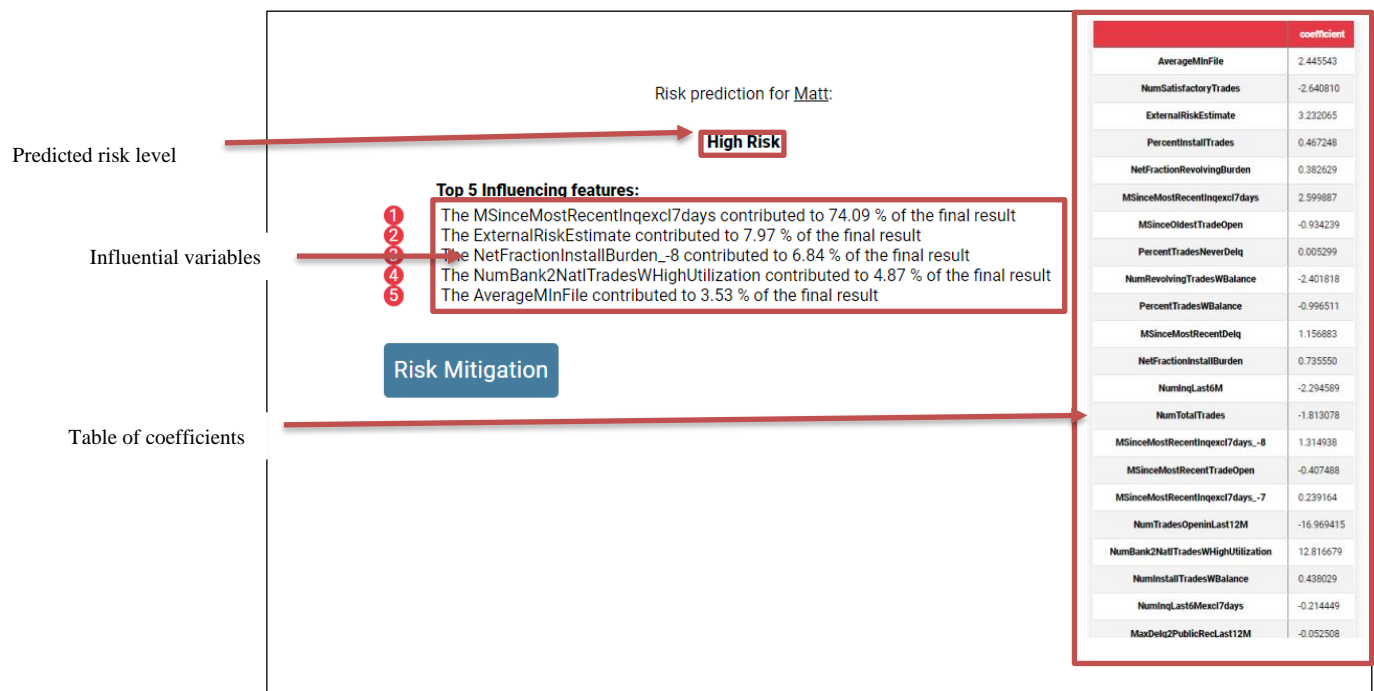 Predicted risk level
Influential variables
Table of coefficients
Risk prediction for Matt:
High Risk
Top 5 Influencing features:
1 The MSinceMostRecentInqexcl7days contributed to 74.09 % of the final result
2 The ExternalRiskEstimate contributed to 7.97 % of the final result
3 The NetFractionInstallBurden_-8 contributed to 6.84 % of the final result
4 The NumBank2NatlTradesWHighUtilization contributed to 4.87 % of the final result
5 The AverageMInFile contributed to 3.53 % of the final result
Risk Mitigation
coefficient
AverageMInFile 2.445543
NumSatisfactoryTrades -2.640810
ExternalRiskEstimate 3.232065
PercentInstallTrades 0.467248
NetFractionRevolvingBurden 0.382629
MSinceMostRecentInqexcl7days 2.599887
MSinceOldestTradeOpen -0.934239
PercentTradesNeverDelq 0.005299
NumRevolvingTradesWBalance -2.401818
PercentTradesWBalance -0.996511
MSinceMostRecentDelq 1.156883
NetFractionInstallBurden 0.735550
NumInqLast6M -2.294589
NumTotalTrades -1.813078
MSinceMostRecentInqexcl7days_-8 1.314938
MSinceMostRecentTradeOpen -0.407488
MSinceMostRecentInqexcl7days_-7 0.239164
NumTradesOpeninLast12M -16.969415
NumBank2NatlTradesWHighUtilization 12.816679
NumInstallTradesWBalance 0.438029
NumInqLast6Mexcl7days -0.214449
MaxDelq2PublicRecLast12M -0.052508